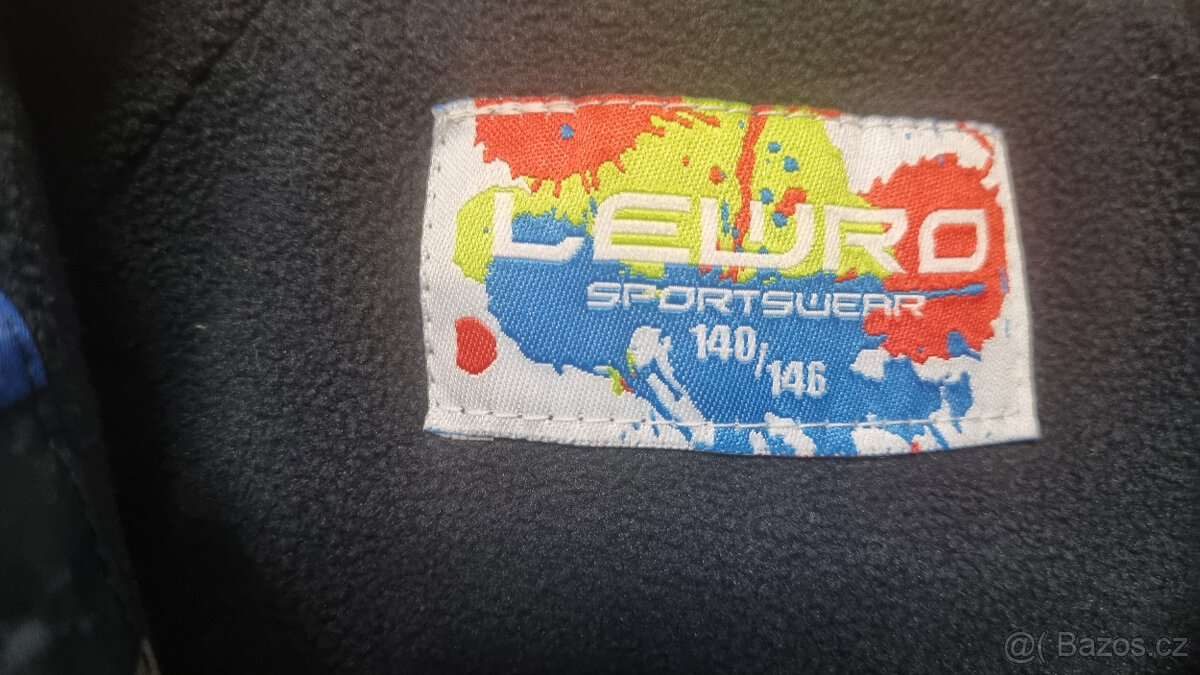 LEWRO
SPORTSWEAR
140/146
@( Bazos.cz